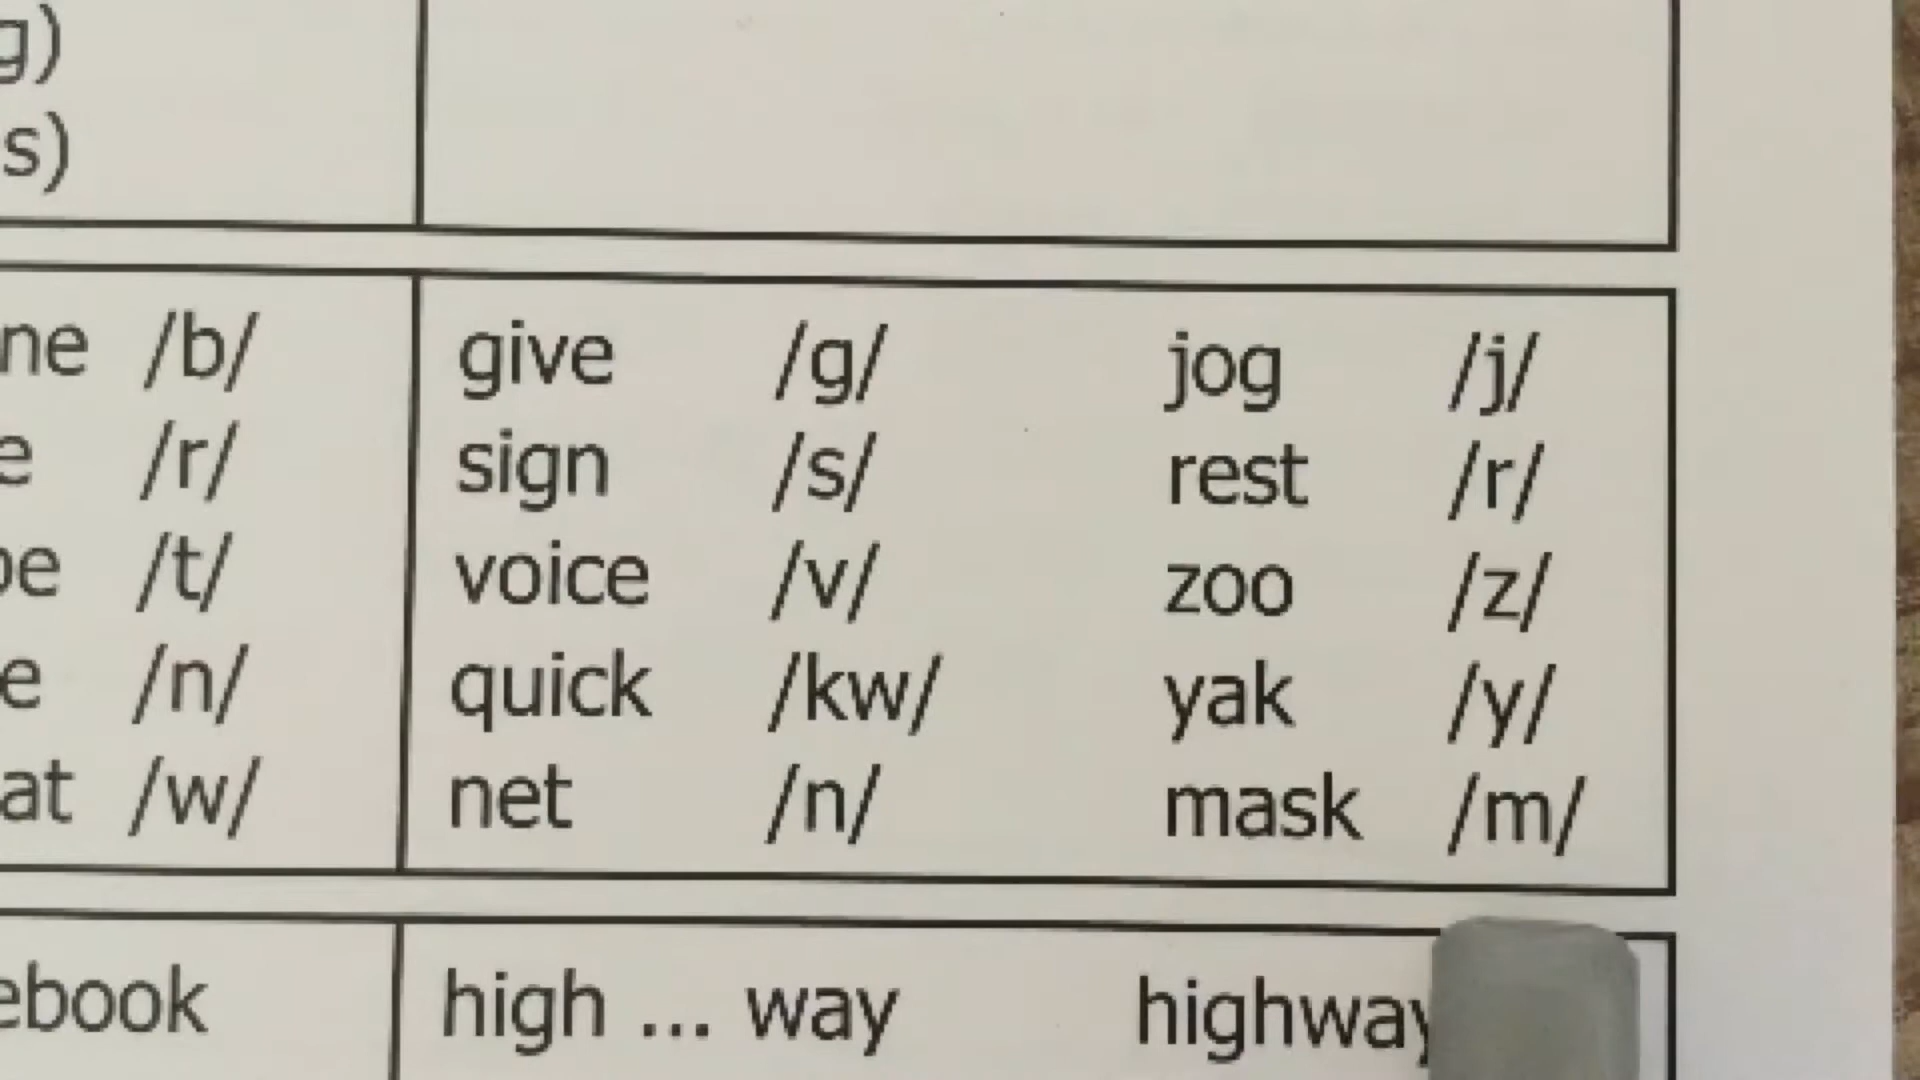 g)
s)
ne /b/ give /g/ jog /j/
e /r/ sign /s/ rest /r/
pe /t/ voice /v/ zoo /z/
e /n/ quick /kw/ yak /y/
at /w/ net /n/ mask /m/
ebook high ... way highway